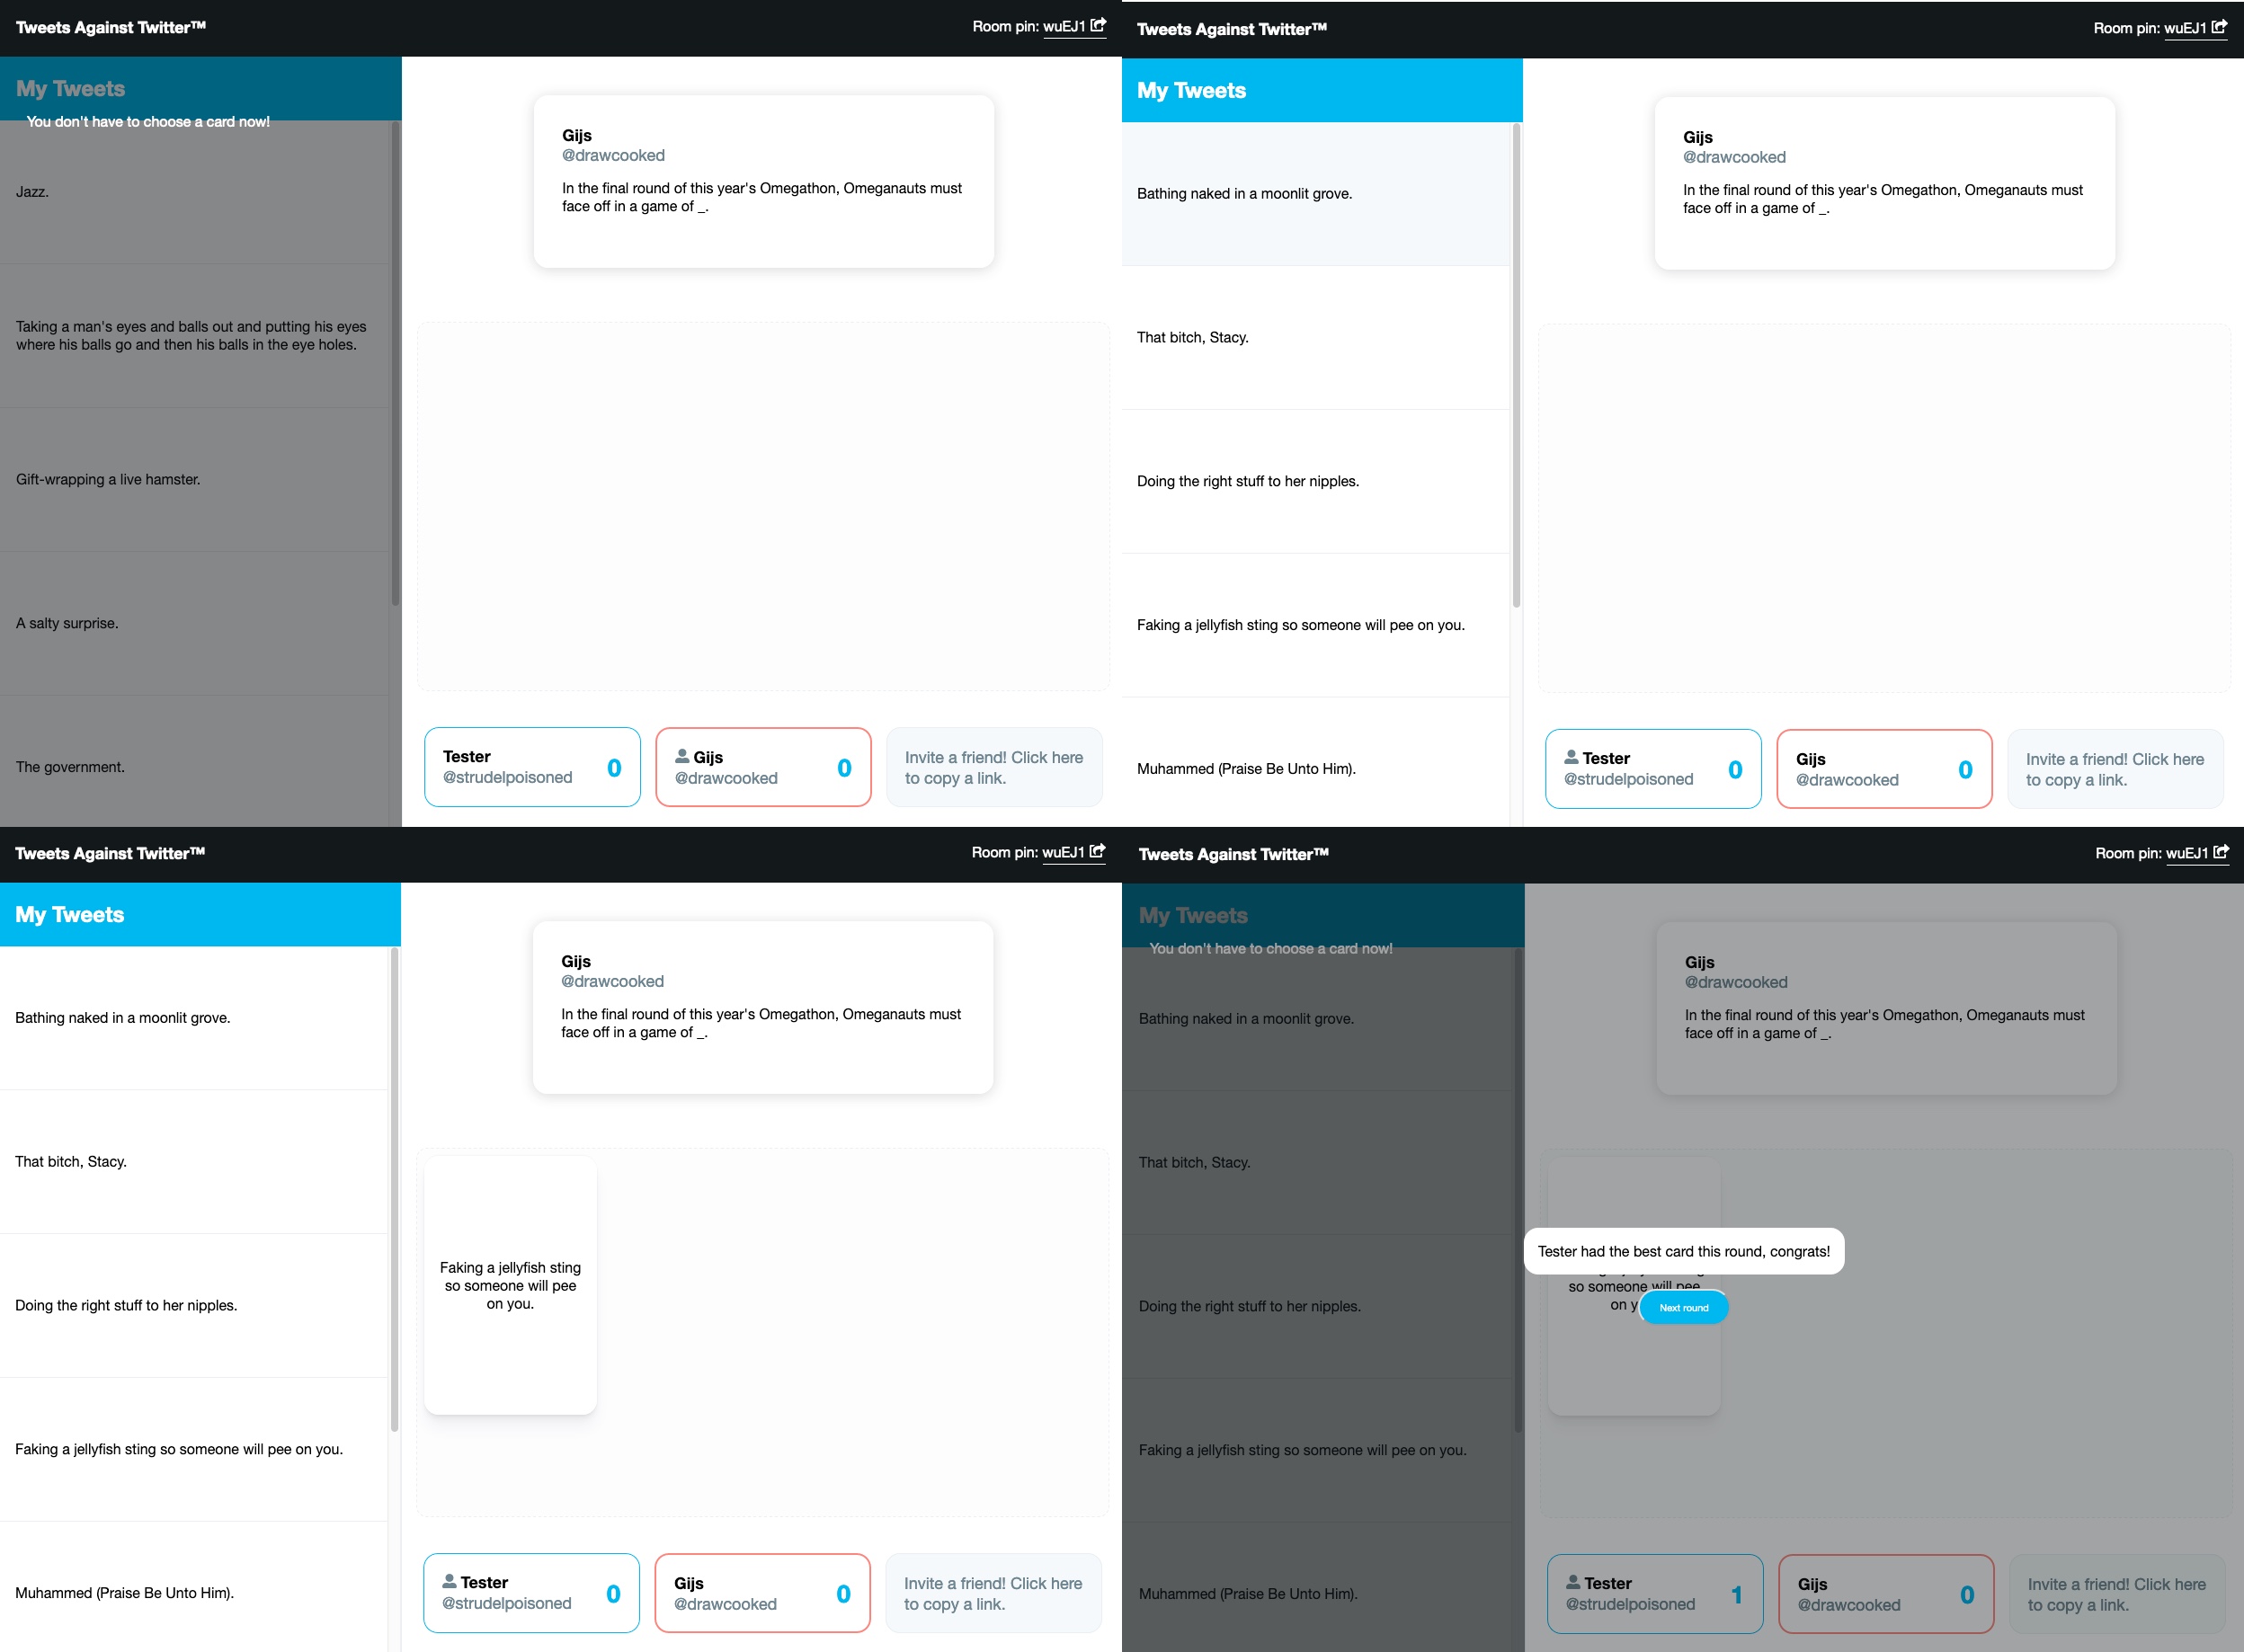 Tweets Against Twitter™
Room pin: wuEJ1
My Tweets
You don't have to choose a card now!
Jazz.
Taking a man's eyes and balls out and putting his eyes
where his balls go and then his balls in the eye holes.
Gift-wrapping a live hamster.
A salty surprise.
The government.
Gijs
@drawcooked
In the final round of this year's Omegathon, Omeganauts must
face off in a game of _.
Tester
@strudelpoisoned
0
Gijs
@drawcooked
0
Invite a friend! Click here
to copy a link.
Tweets Against Twitter™
Room pin: wuEJ1
My Tweets
Bathing naked in a moonlit grove.
That bitch, Stacy.
Doing the right stuff to her nipples.
Faking a jellyfish sting so someone will pee on you.
Muhammed (Praise Be Unto Him).
Gijs
@drawcooked
In the final round of this year's Omegathon, Omeganauts must
face off in a game of _.
Tester
@strudelpoisoned
0
Gijs
@drawcooked
0
Invite a friend! Click here
to copy a link.
Tweets Against Twitter™
Room pin: wuEJ1
My Tweets
Bathing naked in a moonlit grove.
That bitch, Stacy.
Doing the right stuff to her nipples.
Faking a jellyfish sting so someone will pee on you.
Muhammed (Praise Be Unto Him).
Gijs
@drawcooked
In the final round of this year's Omegathon, Omeganauts must
face off in a game of _.
Faking a jellyfish sting
so someone will pee
on you.
Tester
@strudelpoisoned
0
Gijs
@drawcooked
0
Invite a friend! Click here
to copy a link.
Tweets Against Twitter™
Room pin: wuEJ1
My Tweets
You don't have to choose a card now!
Bathing naked in a moonlit grove.
That bitch, Stacy.
Doing the right stuff to her nipples.
Faking a jellyfish sting so someone will pee on you.
Muhammed (Praise Be Unto Him).
Gijs
@drawcooked
In the final round of this year's Omegathon, Omeganauts must
face off in a game of _.
Tester had the best card this round, congrats!
so someone will pee
on y
Next round
Tester
@strudelpoisoned
1
Gijs
@drawcooked
0
Invite a friend! Click here
to copy a link.